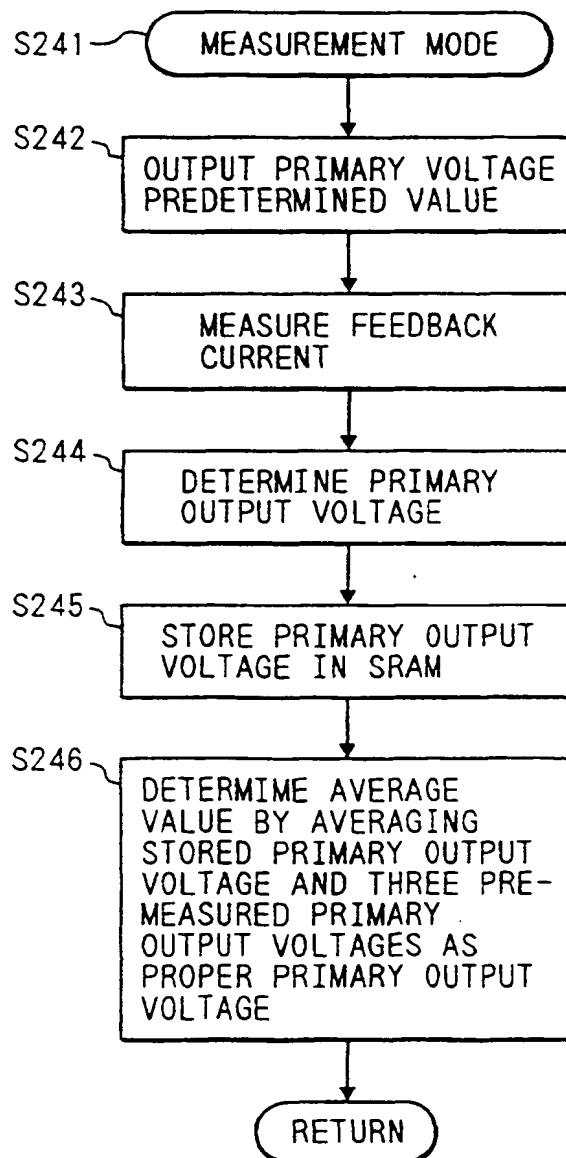 S241
MEASUREMENT MODE
S242
OUTPUT PRIMARY VOLTAGE
PREDETERMINED VALUE
S243
MEASURE FEEDBACK
CURRENT
S244
DETERMINE PRIMARY
OUTPUT VOLTAGE
S245
STORE PRIMARY OUTPUT
VOLTAGE IN SRAM
S246
DETERMIME AVERAGE
VALUE BY AVERAGING
STORED PRIMARY OUTPUT
VOLTAGE AND THREE PRE-
MEASURED PRIMARY
OUTPUT VOLTAGES AS
PROPER PRIMARY OUTPUT
VOLTAGE
RETURN